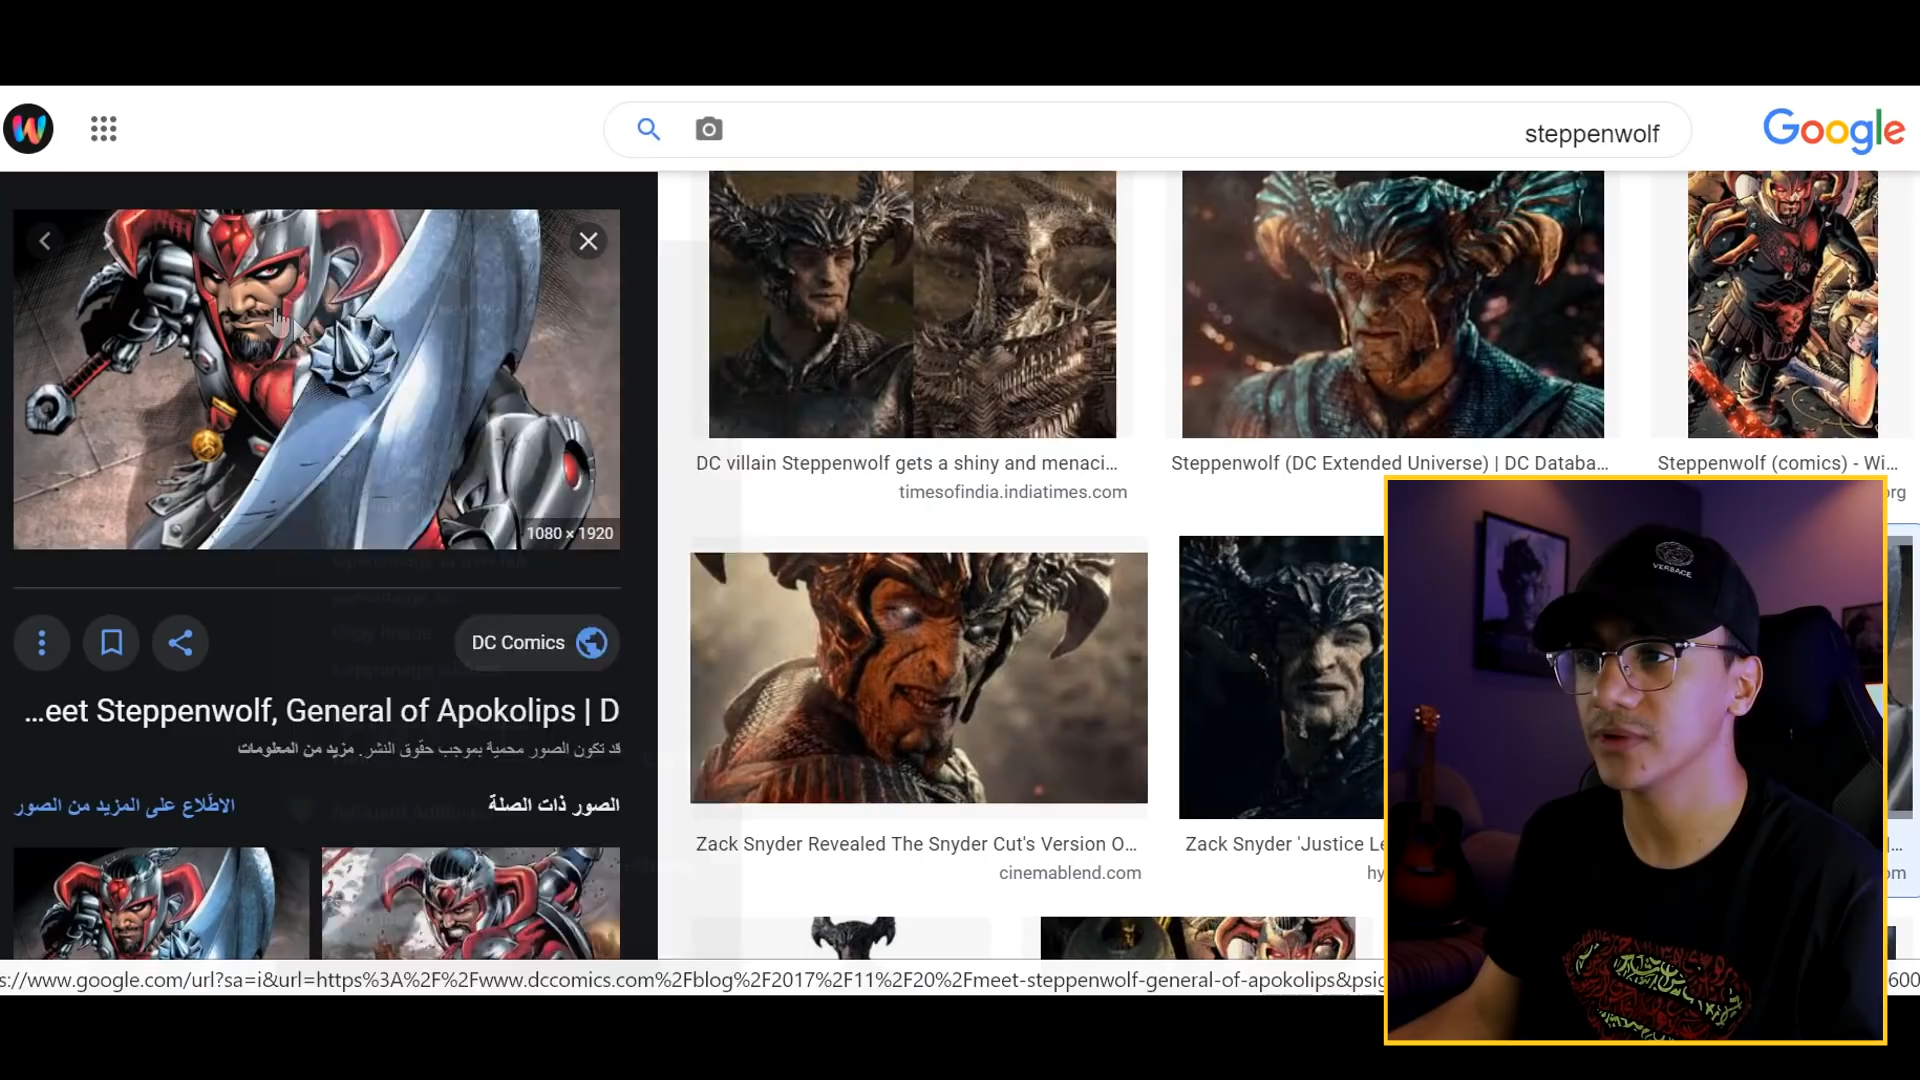 steppenwolf
Google
1080 × 1920
DC Comics
...eet Steppenwolf, General of Apokolips | D
قد تكون الصور محمية بموجب حقوق النشر. مزيد من المعلومات
الصور ذات الصلة
الاطّلاع على المزيد من الصور
DC villain Steppenwolf gets a shiny and menaci...
timesofindia.indiatimes.com
Steppenwolf (DC Extended Universe) | DC Databa...
Steppenwolf (comics) - Wi...
org
Zack Snyder Revealed The Snyder Cut's Version O...
cinemablend.com
Zack Snyder 'Justice Le
hy
om
VERSACE
s://www.google.com/url?sa=i&url=https%3A%2F%2Fwww.dccomics.com%2Fblog%2F2017%2F11%2F20%2Fmeet-steppenwolf-general-of-apokolips&psig
600